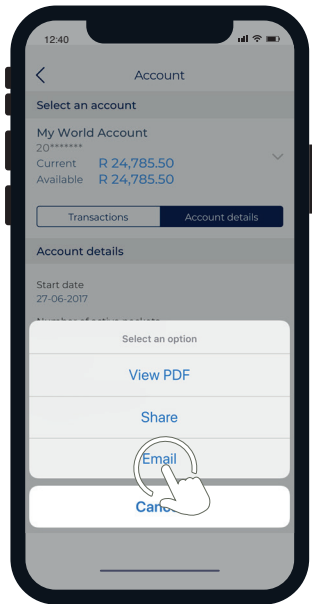 12:40
Account
Select an account
My World Account
20*******
Current R 24,785.50
Available R 24,785.50
Transactions Account details
Account details
Start date
27-06-2017
Select an option
View PDF
Share
Email